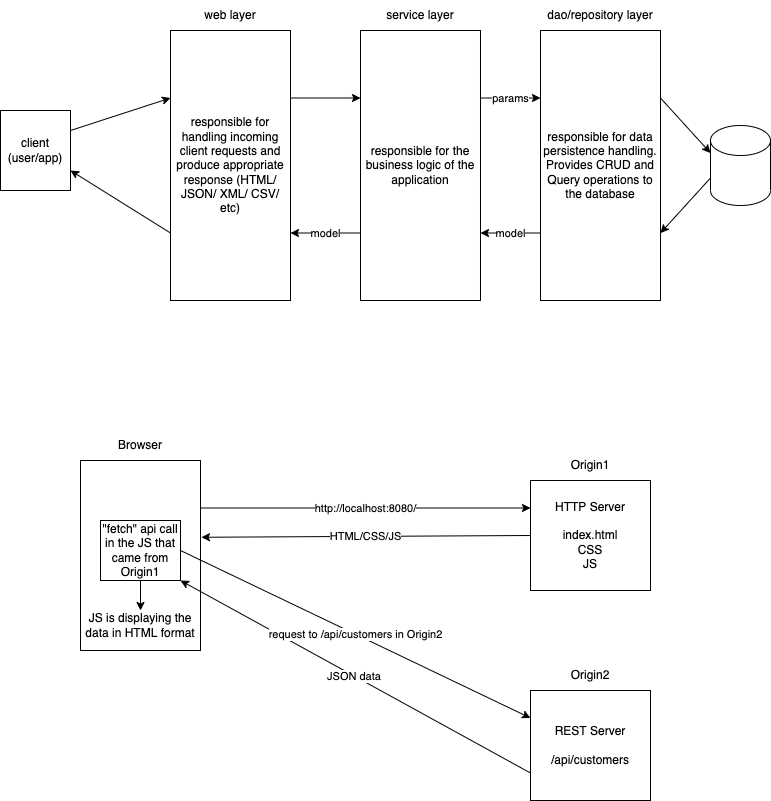 web layer
service layer
dao/repository layer
client
(user/app)
responsible for
handling incoming
client requests and
produce appropriate
response (HTML/
JSON/ XML/ CSV/
etc)
responsible for the
business logic of the
application
params
responsible for data
persistence handling.
Provides CRUD and
Query operations to
the database
model
model
Browser
Origin1
http://localhost:8080/
HTTP Server
HTML/CSS/JS
index.html
CSS
JS
"fetch" api call
in the JS that
came from
Origin1
JS is displaying the
data in HTML format
request to /api/customers in Origin2
JSON data
Origin2
REST Server
/api/customers